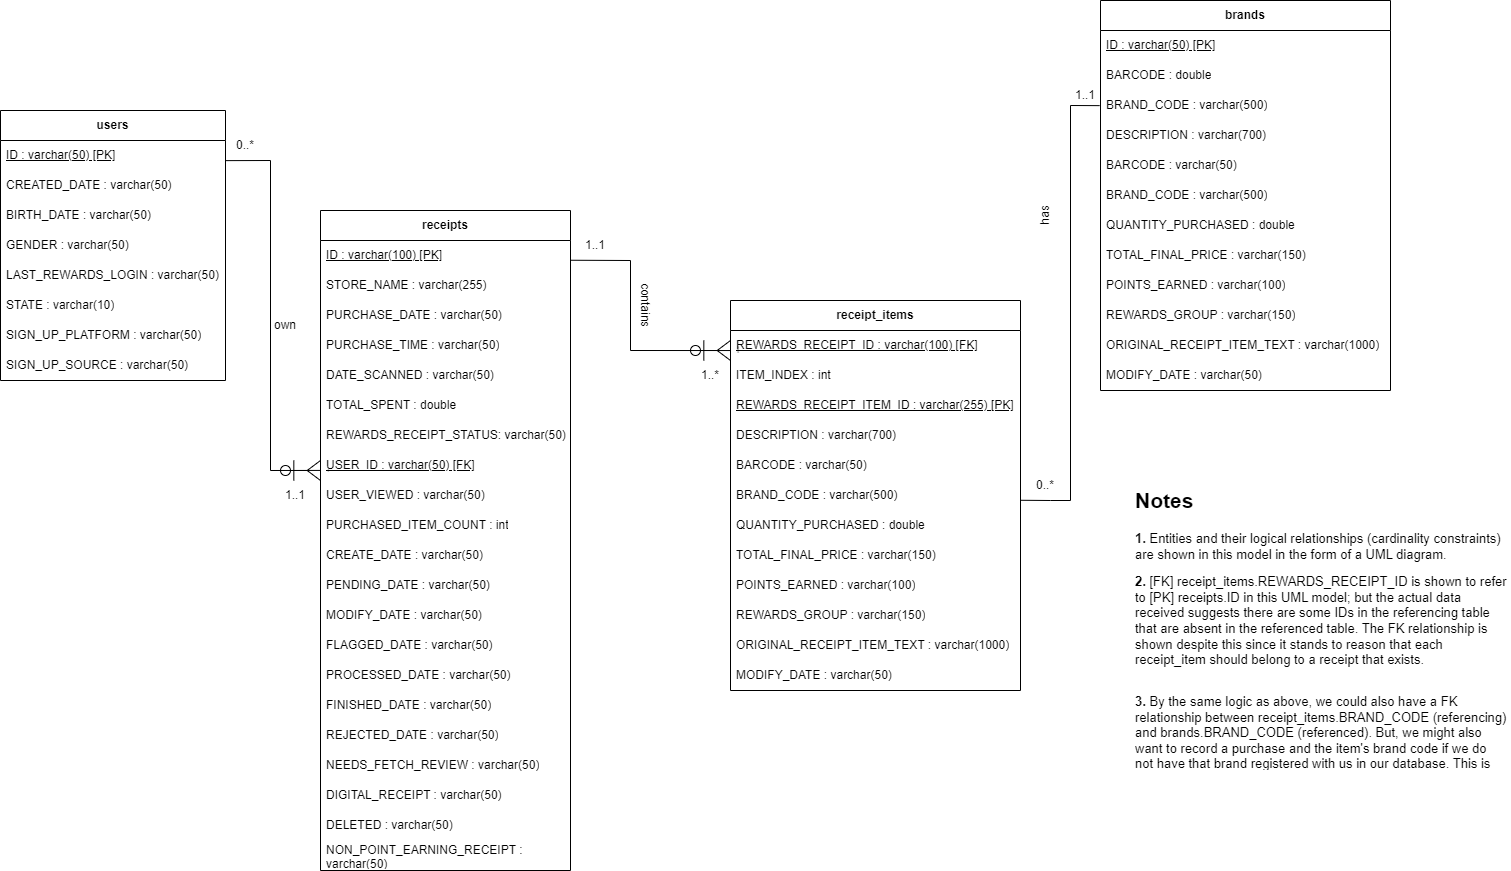 users
ID : varchar(50) [PK]
CREATED_DATE : varchar(50)
BIRTH_DATE : varchar(50)
GENDER : varchar(50)
LAST_REWARDS_LOGIN : varchar(50)
STATE : varchar(10)
SIGN_UP_PLATFORM : varchar(50)
SIGN_UP_SOURCE : varchar(50)
0..*
own
1..1
receipts
ID : varchar(100) [PK]
STORE_NAME : varchar(255)
PURCHASE_DATE : varchar(50)
PURCHASE_TIME : varchar(50)
DATE_SCANNED : varchar(50)
TOTAL_SPENT : double
REWARDS_RECEIPT_STATUS: varchar(50)
USER_ID : varchar(50) [FK]
USER_VIEWED : varchar(50)
PURCHASED_ITEM_COUNT : int
CREATE_DATE : varchar(50)
PENDING_DATE : varchar(50)
MODIFY_DATE : varchar(50)
FLAGGED_DATE : varchar(50)
PROCESSED_DATE : varchar(50)
FINISHED_DATE : varchar(50)
REJECTED_DATE : varchar(50)
NEEDS_FETCH_REVIEW : varchar(50)
DIGITAL_RECEIPT : varchar(50)
DELETED : varchar(50)
NON_POINT_EARNING_RECEIPT :
varchar(50)
1..1
contains
1..*
receipt_items
REWARDS_RECEIPT_ID : varchar(100) [FK]
ITEM_INDEX : int
REWARDS_RECEIPT_ITEM_ID : varchar(255) [PK]
DESCRIPTION : varchar(700)
BARCODE : varchar(50)
BRAND_CODE : varchar(500)
QUANTITY_PURCHASED : double
TOTAL_FINAL_PRICE : varchar(150)
POINTS_EARNED : varchar(100)
REWARDS_GROUP : varchar(150)
ORIGINAL_RECEIPT_ITEM_TEXT : varchar(1000)
MODIFY_DATE : varchar(50)
0..*
has
1..1
brands
ID : varchar(50) [PK]
BARCODE : double
BRAND_CODE : varchar(500)
DESCRIPTION : varchar(700)
BARCODE : varchar(50)
BRAND_CODE : varchar(500)
QUANTITY_PURCHASED : double
TOTAL_FINAL_PRICE : varchar(150)
POINTS_EARNED : varchar(100)
REWARDS_GROUP : varchar(150)
ORIGINAL_RECEIPT_ITEM_TEXT : varchar(1000)
MODIFY_DATE : varchar(50)
Notes
1. Entities and their logical relationships (cardinality constraints)
are shown in this model in the form of a UML diagram.
2. [FK] receipt_items.REWARDS_RECEIPT_ID is shown to refer
to [PK] receipts.ID in this UML model; but the actual data
received suggests there are some IDs in the referencing table
that are absent in the referenced table. The FK relationship is
shown despite this since it stands to reason that each
receipt_item should belong to a receipt that exists.
3. By the same logic as above, we could also have a FK
relationship between receipt_items.BRAND_CODE (referencing)
and brands.BRAND_CODE (referenced). But, we might also
want to record a purchase and the item's brand code if we do
not have that brand registered with us in our database. This is